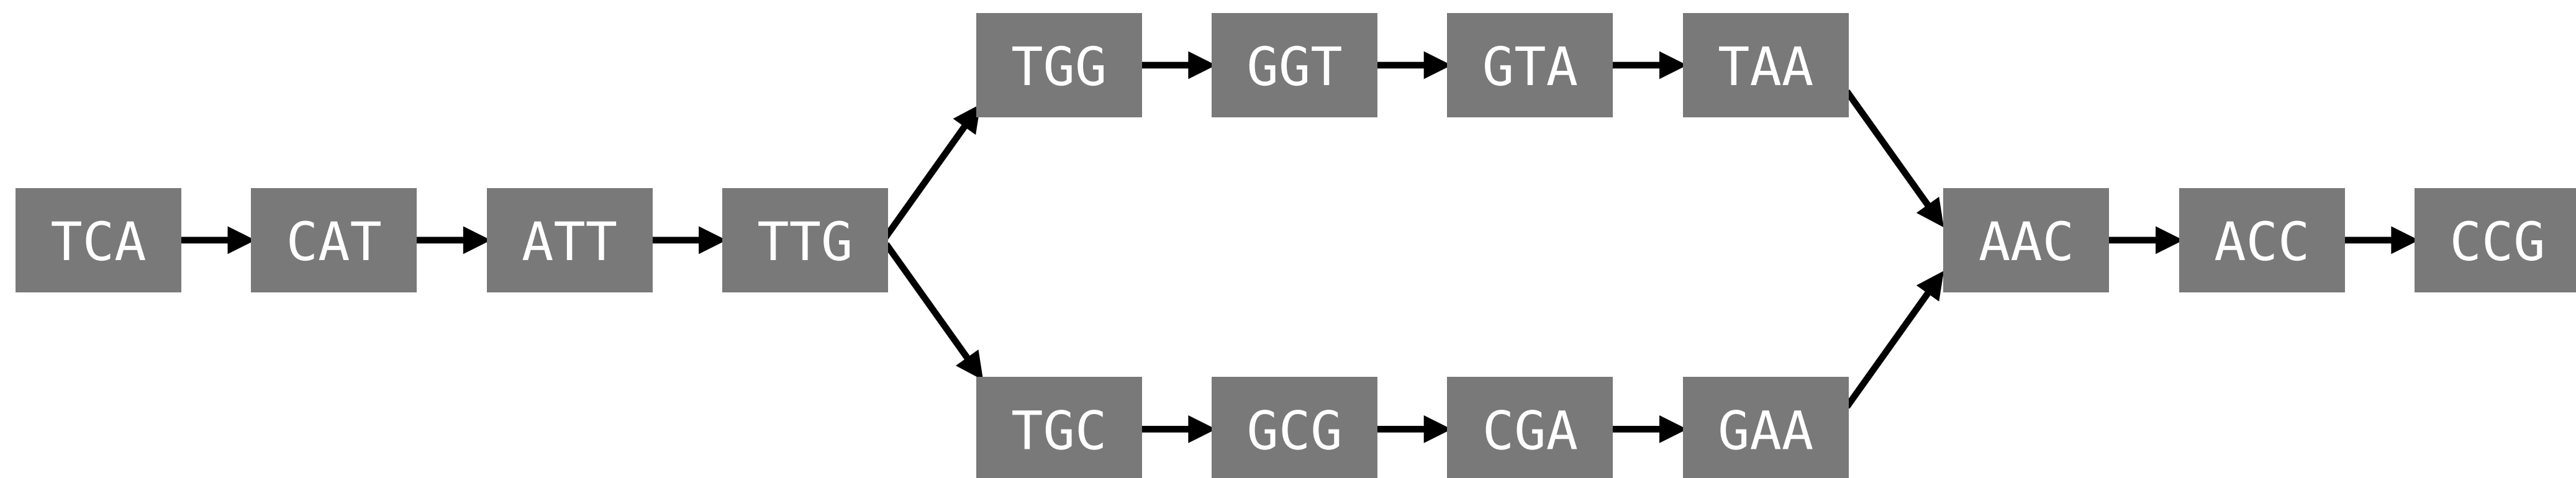 TGG GGT GTA TAA
TCA CAT ATT TTG AAC ACC CCG
TGC GCG CGA GAA